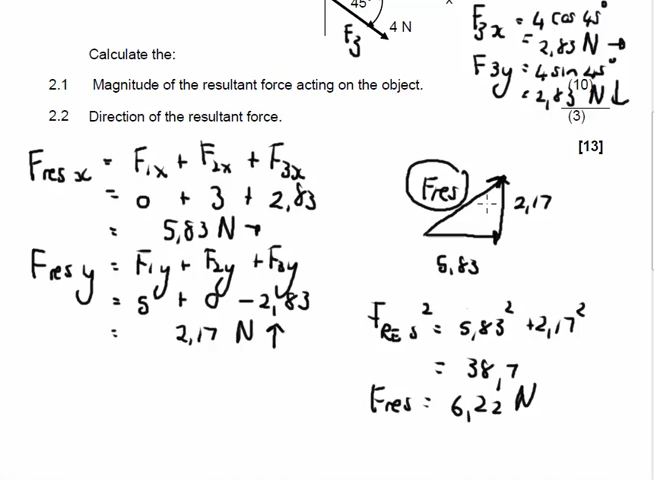 45°
x
F3
4 N
F3x = 4 cos 45°
= 2,83 N →
F3y = 4 sin 45°
= 2,83 N ↓
Calculate the:
2.1 Magnitude of the resultant force acting on the object. (10)
2.2 Direction of the resultant force. (3)
[13]
Fres x = F1x + F2x + F3x
= 0 + 3 + 2,83
= 5,83 N →
Fres y = F1y + F2y + F3y
= 5 + 0 - 2,83
= 2,17 N ↑
Fres
2,17
5,83
FRES² = 5,83² + 2,17²
= 38,7
Fres = 6,22 N